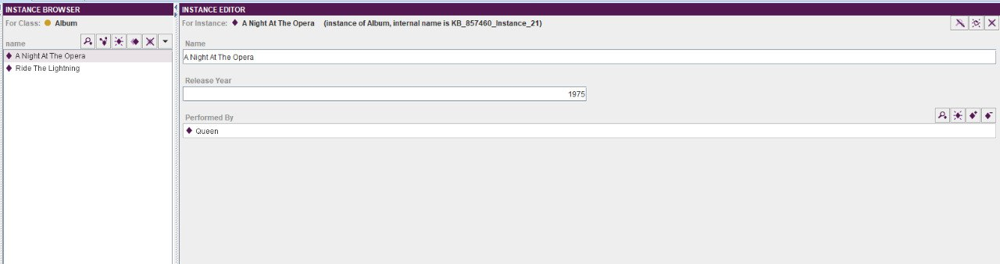 INSTANCE BROWSER
For Class: Album
name
A Night At The Opera
Ride The Lightning
INSTANCE EDITOR
For Instance: A Night At The Opera (instance of Album, internal name is KB_857460_Instance_21)
Name
A Night At The Opera
Release Year
1975
Performed By
Queen